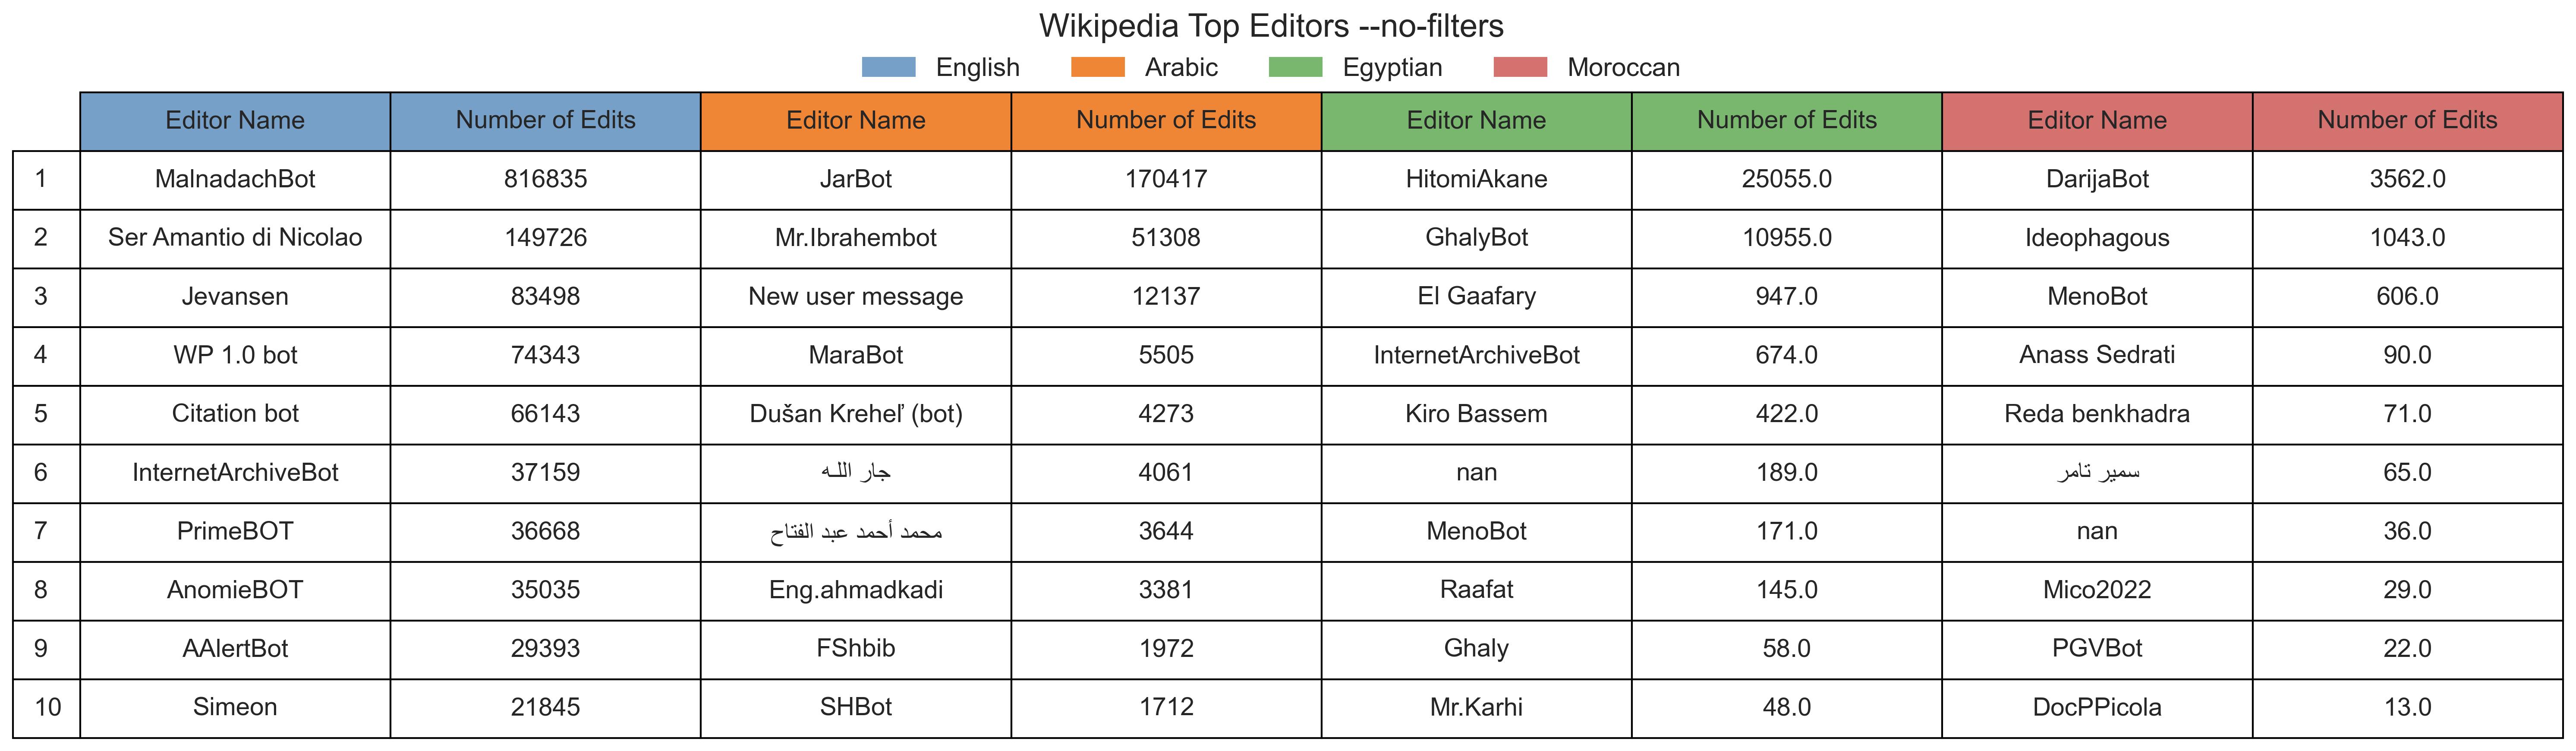 Wikipedia Top Editors --no-filters
English Arabic Egyptian Moroccan
Editor Name Number of Edits Editor Name Number of Edits Editor Name Number of Edits Editor Name Number of Edits
1 MalnadachBot 816835 JarBot 170417 HitomiAkane 25055.0 DarijaBot 3562.0
2 Ser Amantio di Nicolao 149726 Mr.Ibrahembot 51308 GhalyBot 10955.0 Ideophagous 1043.0
3 Jevansen 83498 New user message 12137 El Gaafary 947.0 MenoBot 606.0
4 WP 1.0 bot 74343 MaraBot 5505 InternetArchiveBot 674.0 Anass Sedrati 90.0
5 Citation bot 66143 Dušan Kreheľ (bot) 4273 Kiro Bassem 422.0 Reda benkhadra 71.0
6 InternetArchiveBot 37159 جار اللـه 4061 nan 189.0 سمير تامر 65.0
7 PrimeBOT 36668 محمد أحمد عبد الفتاح 3644 MenoBot 171.0 nan 36.0
8 AnomieBOT 35035 Eng.ahmadkadi 3381 Raafat 145.0 Mico2022 29.0
9 AAlertBot 29393 FShbib 1972 Ghaly 58.0 PGVBot 22.0
10 Simeon 21845 SHBot 1712 Mr.Karhi 48.0 DocPPicola 13.0